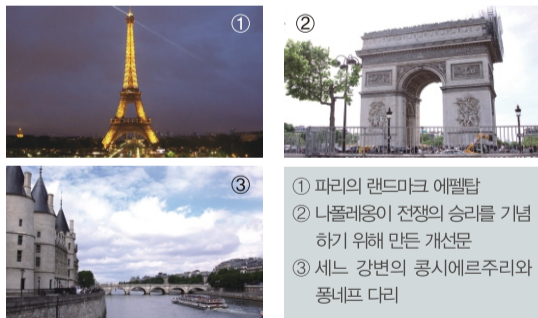 ①
②
③
① 파리의 랜드마크 에펠탑
② 나폴레옹이 전쟁의 승리를 기념
하기 위해 만든 개선문
③ 세느 강변의 콩시에르주리와
퐁네프 다리